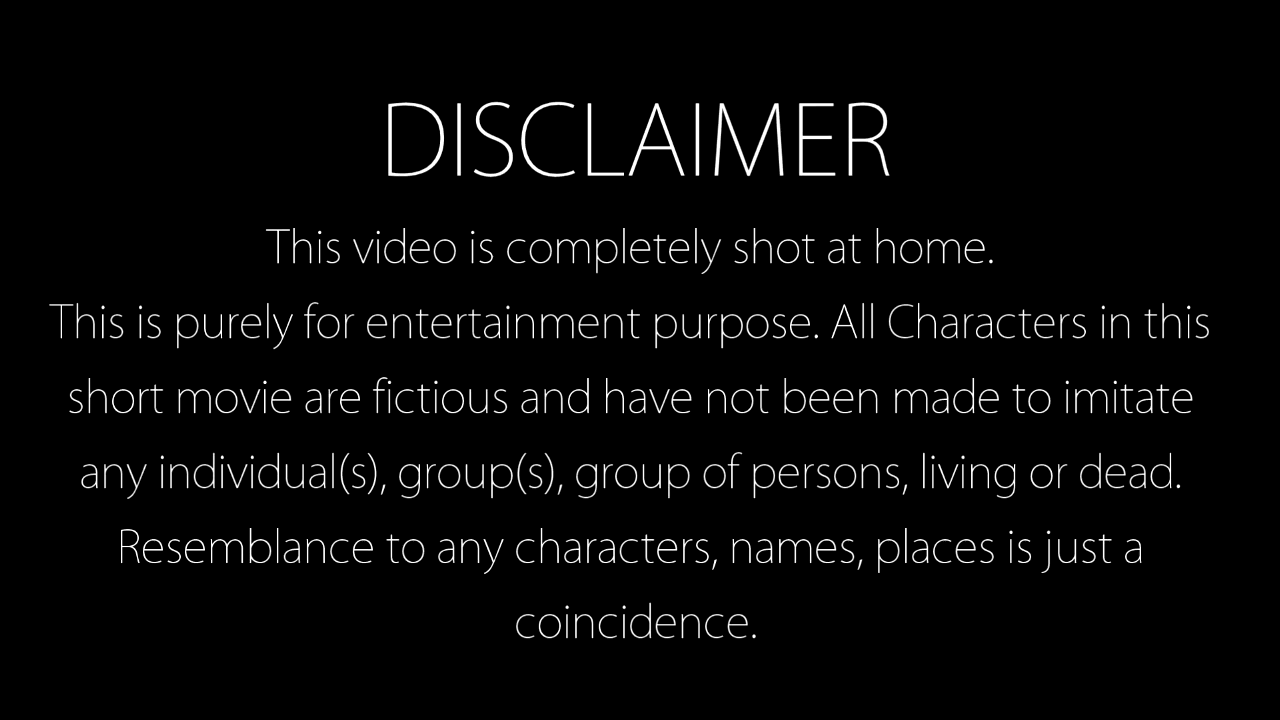 DISCLAIMER
This video is completely shot at home.
This is purely for entertainment purpose. All Characters in this
short movie are fictious and have not been made to imitate
any individual(s), group(s), group of persons, living or dead.
Resemblance to any characters, names, places is just a
coincidence.